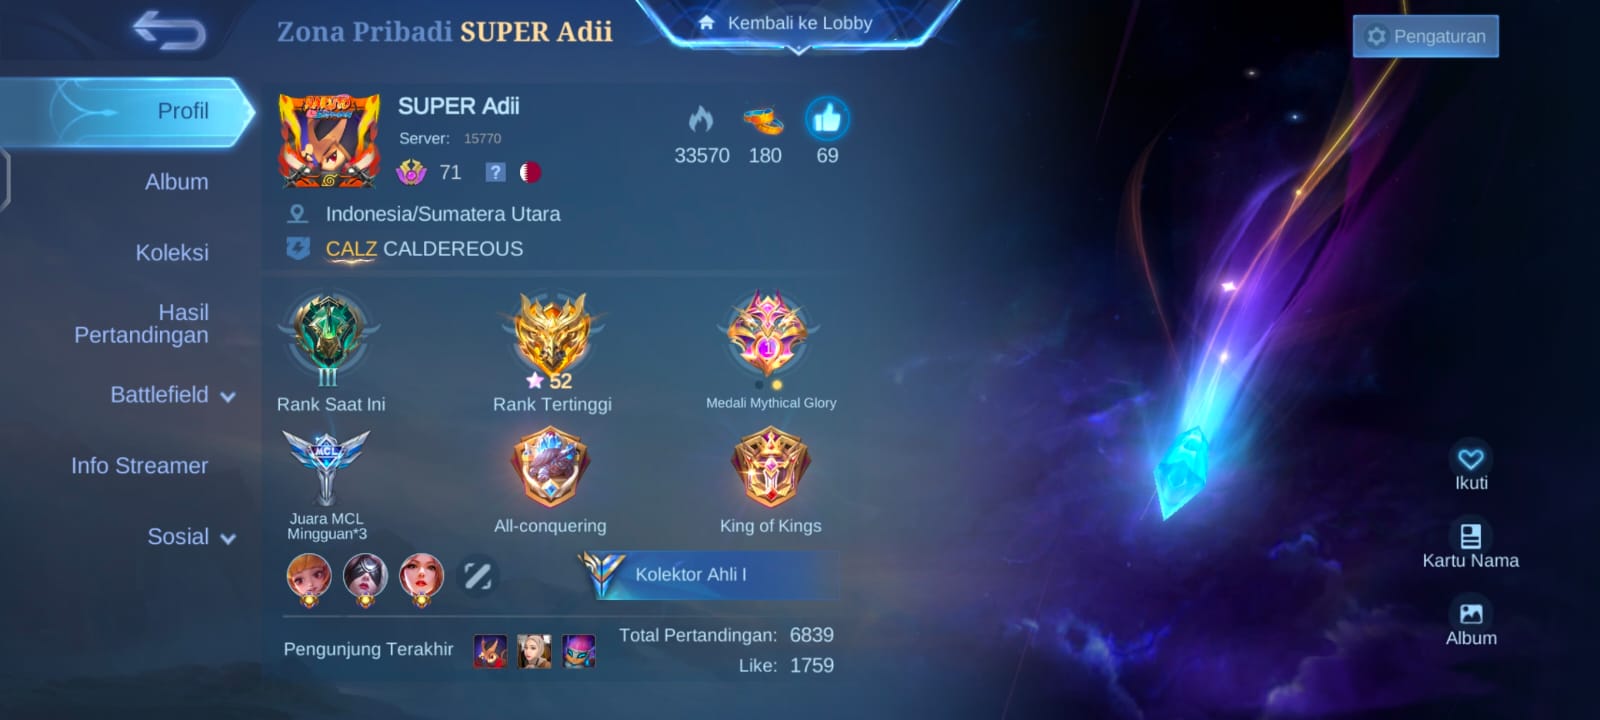 Zona Pribadi SUPER Adii
Kembali ke Lobby
Pengaturan
Profil
Album
Koleksi
Hasil
Pertandingan
Battlefield
Info Streamer
Sosial
SUPER Adii
Server: 15770
71
?
33570
180
69
Indonesia/Sumatera Utara
CALZ CALDEREOUS
III
Rank Saat Ini
52
Rank Tertinggi
1
Medali Mythical Glory
MCL
Juara MCL
Mingguan*3
All-conquering
King of Kings
Kolektor Ahli I
Pengunjung Terakhir
Total Pertandingan: 6839
Like: 1759
Ikuti
Kartu Nama
Album